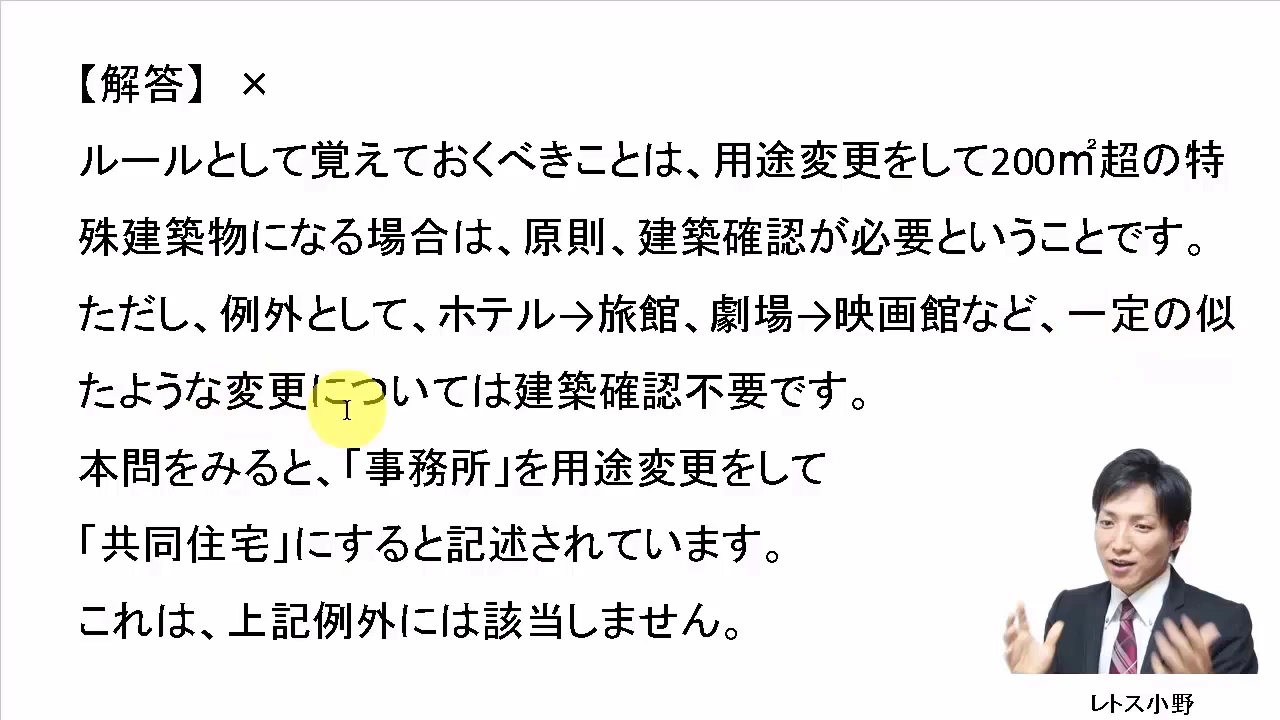 【解答】 ×
ルールとして覚えておくべきことは、用途変更をして200㎡超の特
殊建築物になる場合は、原則、建築確認が必要ということです。
ただし、例外として、ホテル→旅館、劇場→映画館など、一定の似
たような変更については建築確認不要です。
本問をみると、「事務所」を用途変更をして
「共同住宅」にすると記述されています。
これは、上記例外には該当しません。
レトス小野